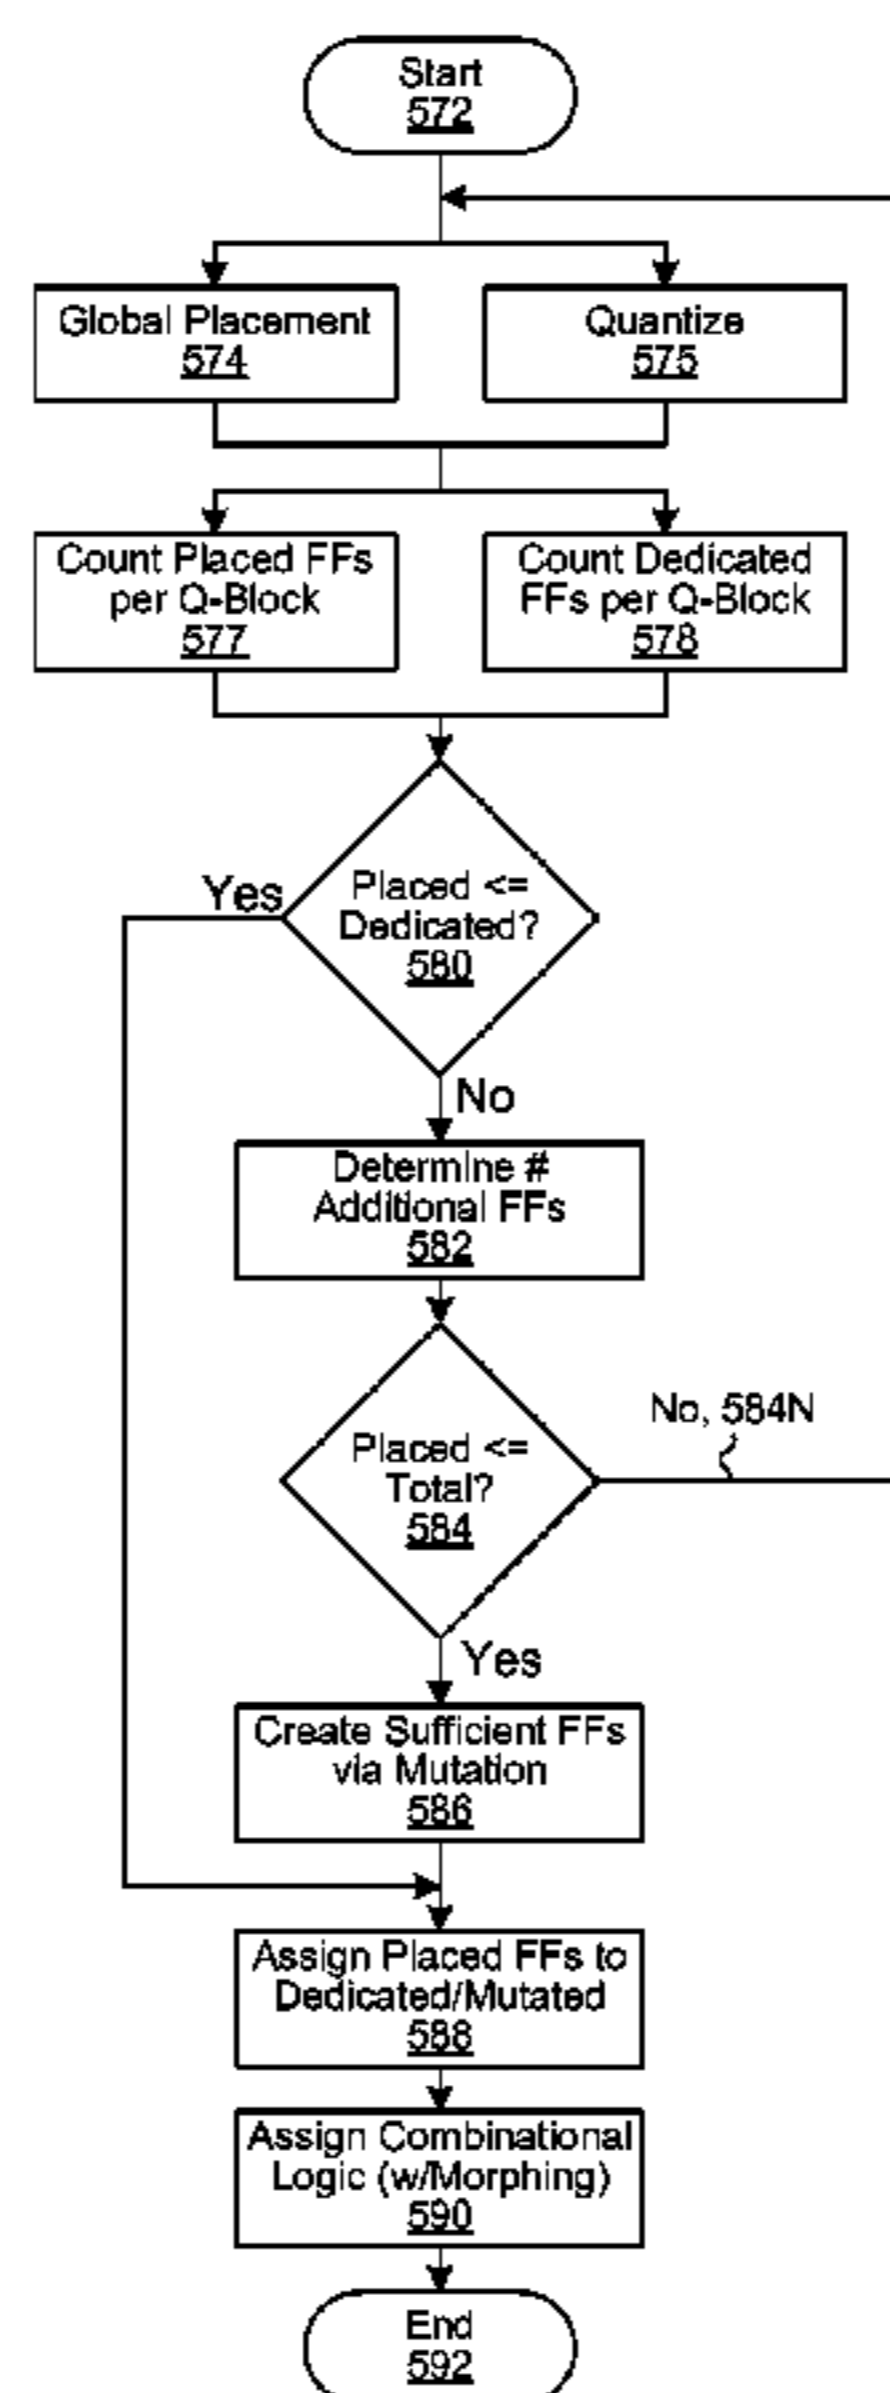 Start
572
Global Placement
574
Quantize
575
Count Placed FFs
per Q-Block
577
Count Dedicated
FFs per Q-Block
578
Placed <=
Dedicated?
580
Yes
No
Determine #
Additional FFs
582
Placed <=
Total?
584
No, 584N
Yes
Create Sufficient FFs
via Mutation
586
Assign Placed FFs to
Dedicated/Mutated
588
Assign Combinational
Logic (w/Morphing)
590
End
592